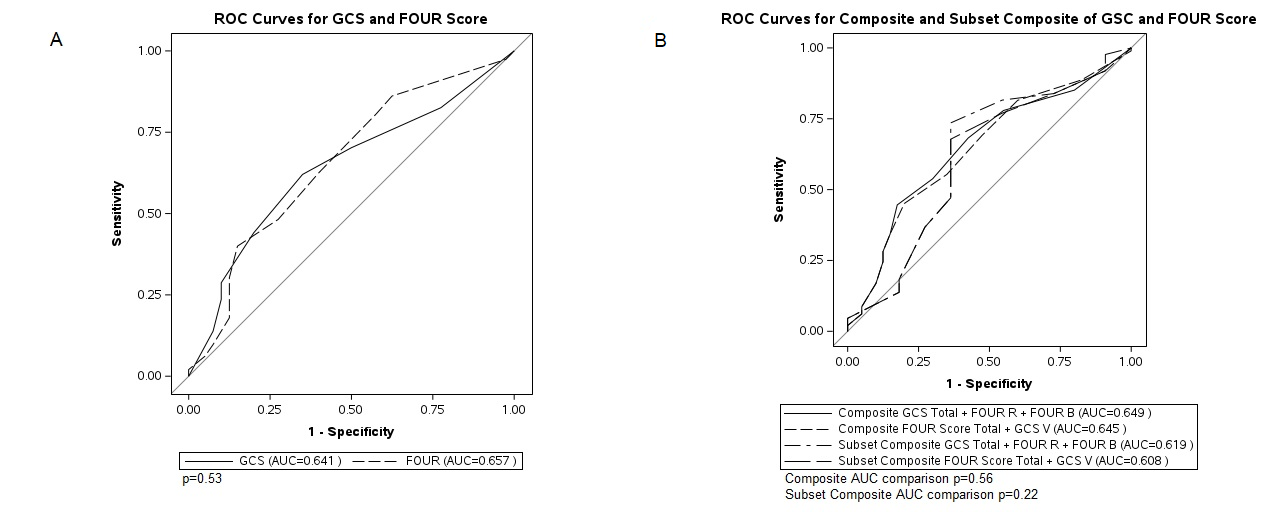 A
ROC Curves for GCS and FOUR Score
Sensitivity
1.00
0.75
0.50
0.25
0.00
0.00 0.25 0.50 0.75 1.00
1 - Specificity
GCS (AUC=0.641 ) FOUR (AUC=0.657 )
p=0.53
B
ROC Curves for Composite and Subset Composite of GSC and FOUR Score
Sensitivity
1.00
0.75
0.50
0.25
0.00
0.00 0.25 0.50 0.75 1.00
1 - Specificity
Composite GCS Total + FOUR R + FOUR B (AUC=0.649 )
Composite FOUR Score Total + GCS V (AUC=0.645 )
Subset Composite GCS Total + FOUR R + FOUR B (AUC=0.619 )
Subset Composite FOUR Score Total + GCS V (AUC=0.608 )
Composite AUC comparison p=0.56
Subset Composite AUC comparison p=0.22